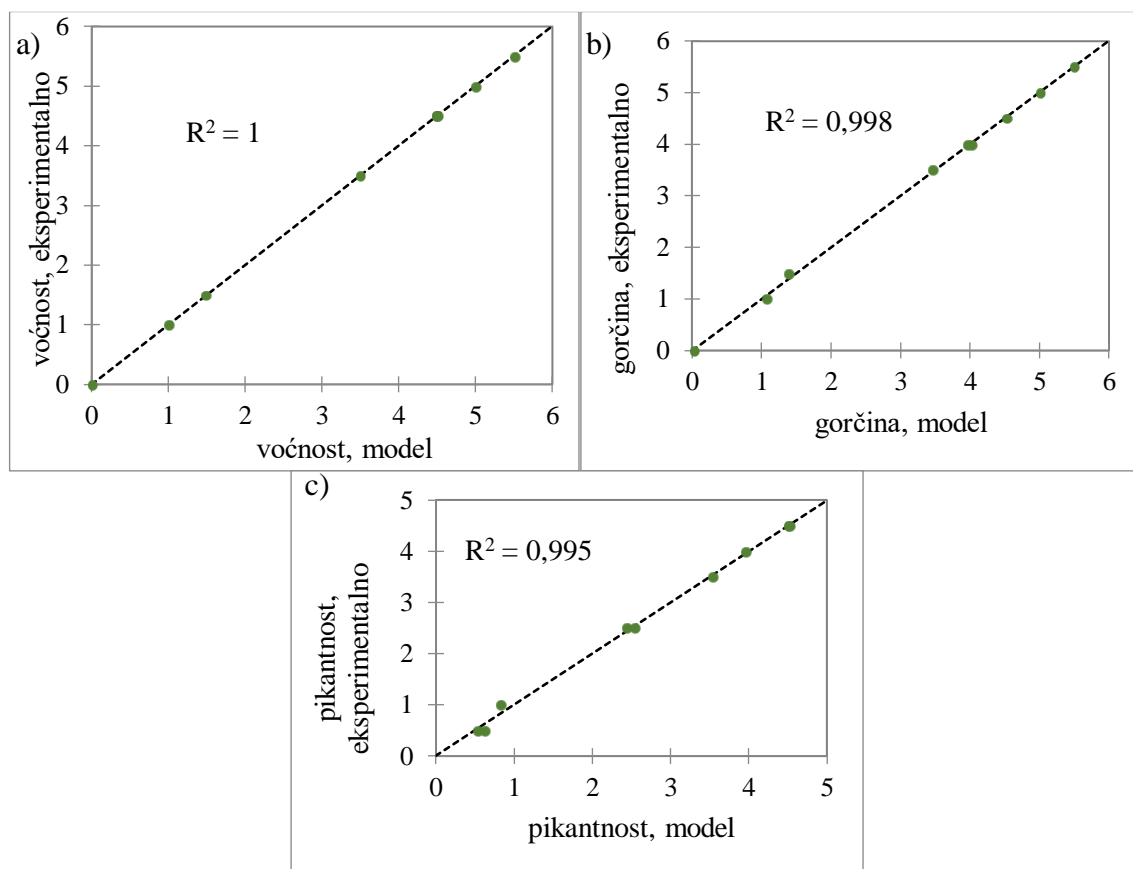 a)
voćnost, eksperimentalno
6
5
4
3
2
1
0
R² = 1
0 1 2 3 4 5 6
voćnost, model
b)
gorčina, eksperimentalno
6
5
4
3
2
1
0
R² = 0,998
0 1 2 3 4 5 6
gorčina, model
c)
pikantnost,
eksperimentalno
5
4
3
2
1
0
R² = 0,995
0 1 2 3 4 5
pikantnost, model